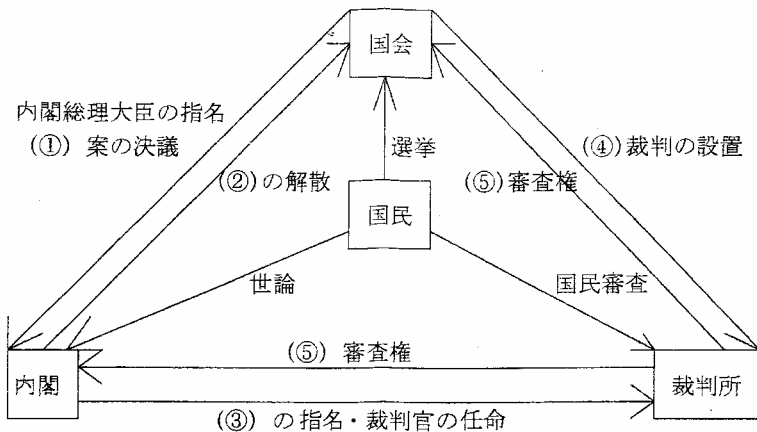 国会
内閣総理大臣の指名
(①) 案の決議
(②)の解散
選挙
(④)裁判の設置
(⑤)審査権
国民
世論
国民審査
(⑤) 審査権
内閣
裁判所
(③) の指名・裁判官の任命